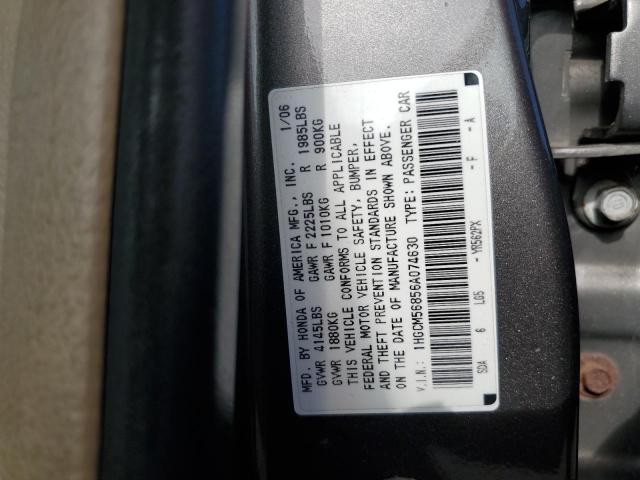 MFD. BY HONDA OF AMERICA MFG., INC. 1/06
GVWR 4145LBS GAWR F 2225LBS R 1985LBS
GVWR 1880KG GAWR F 1010KG R 900KG
THIS VEHICLE CONFORMS TO ALL APPLICABLE
FEDERAL MOTOR VEHICLE SAFETY, BUMPER,
AND THEFT PREVENTION STANDARDS IN EFFECT
ON THE DATE OF MANUFACTURE SHOWN ABOVE.
V.I.N.: 1HGCM56856A074630 TYPE: PASSENGER CAR
SDA 6 LG5 - YR562PX - F - A